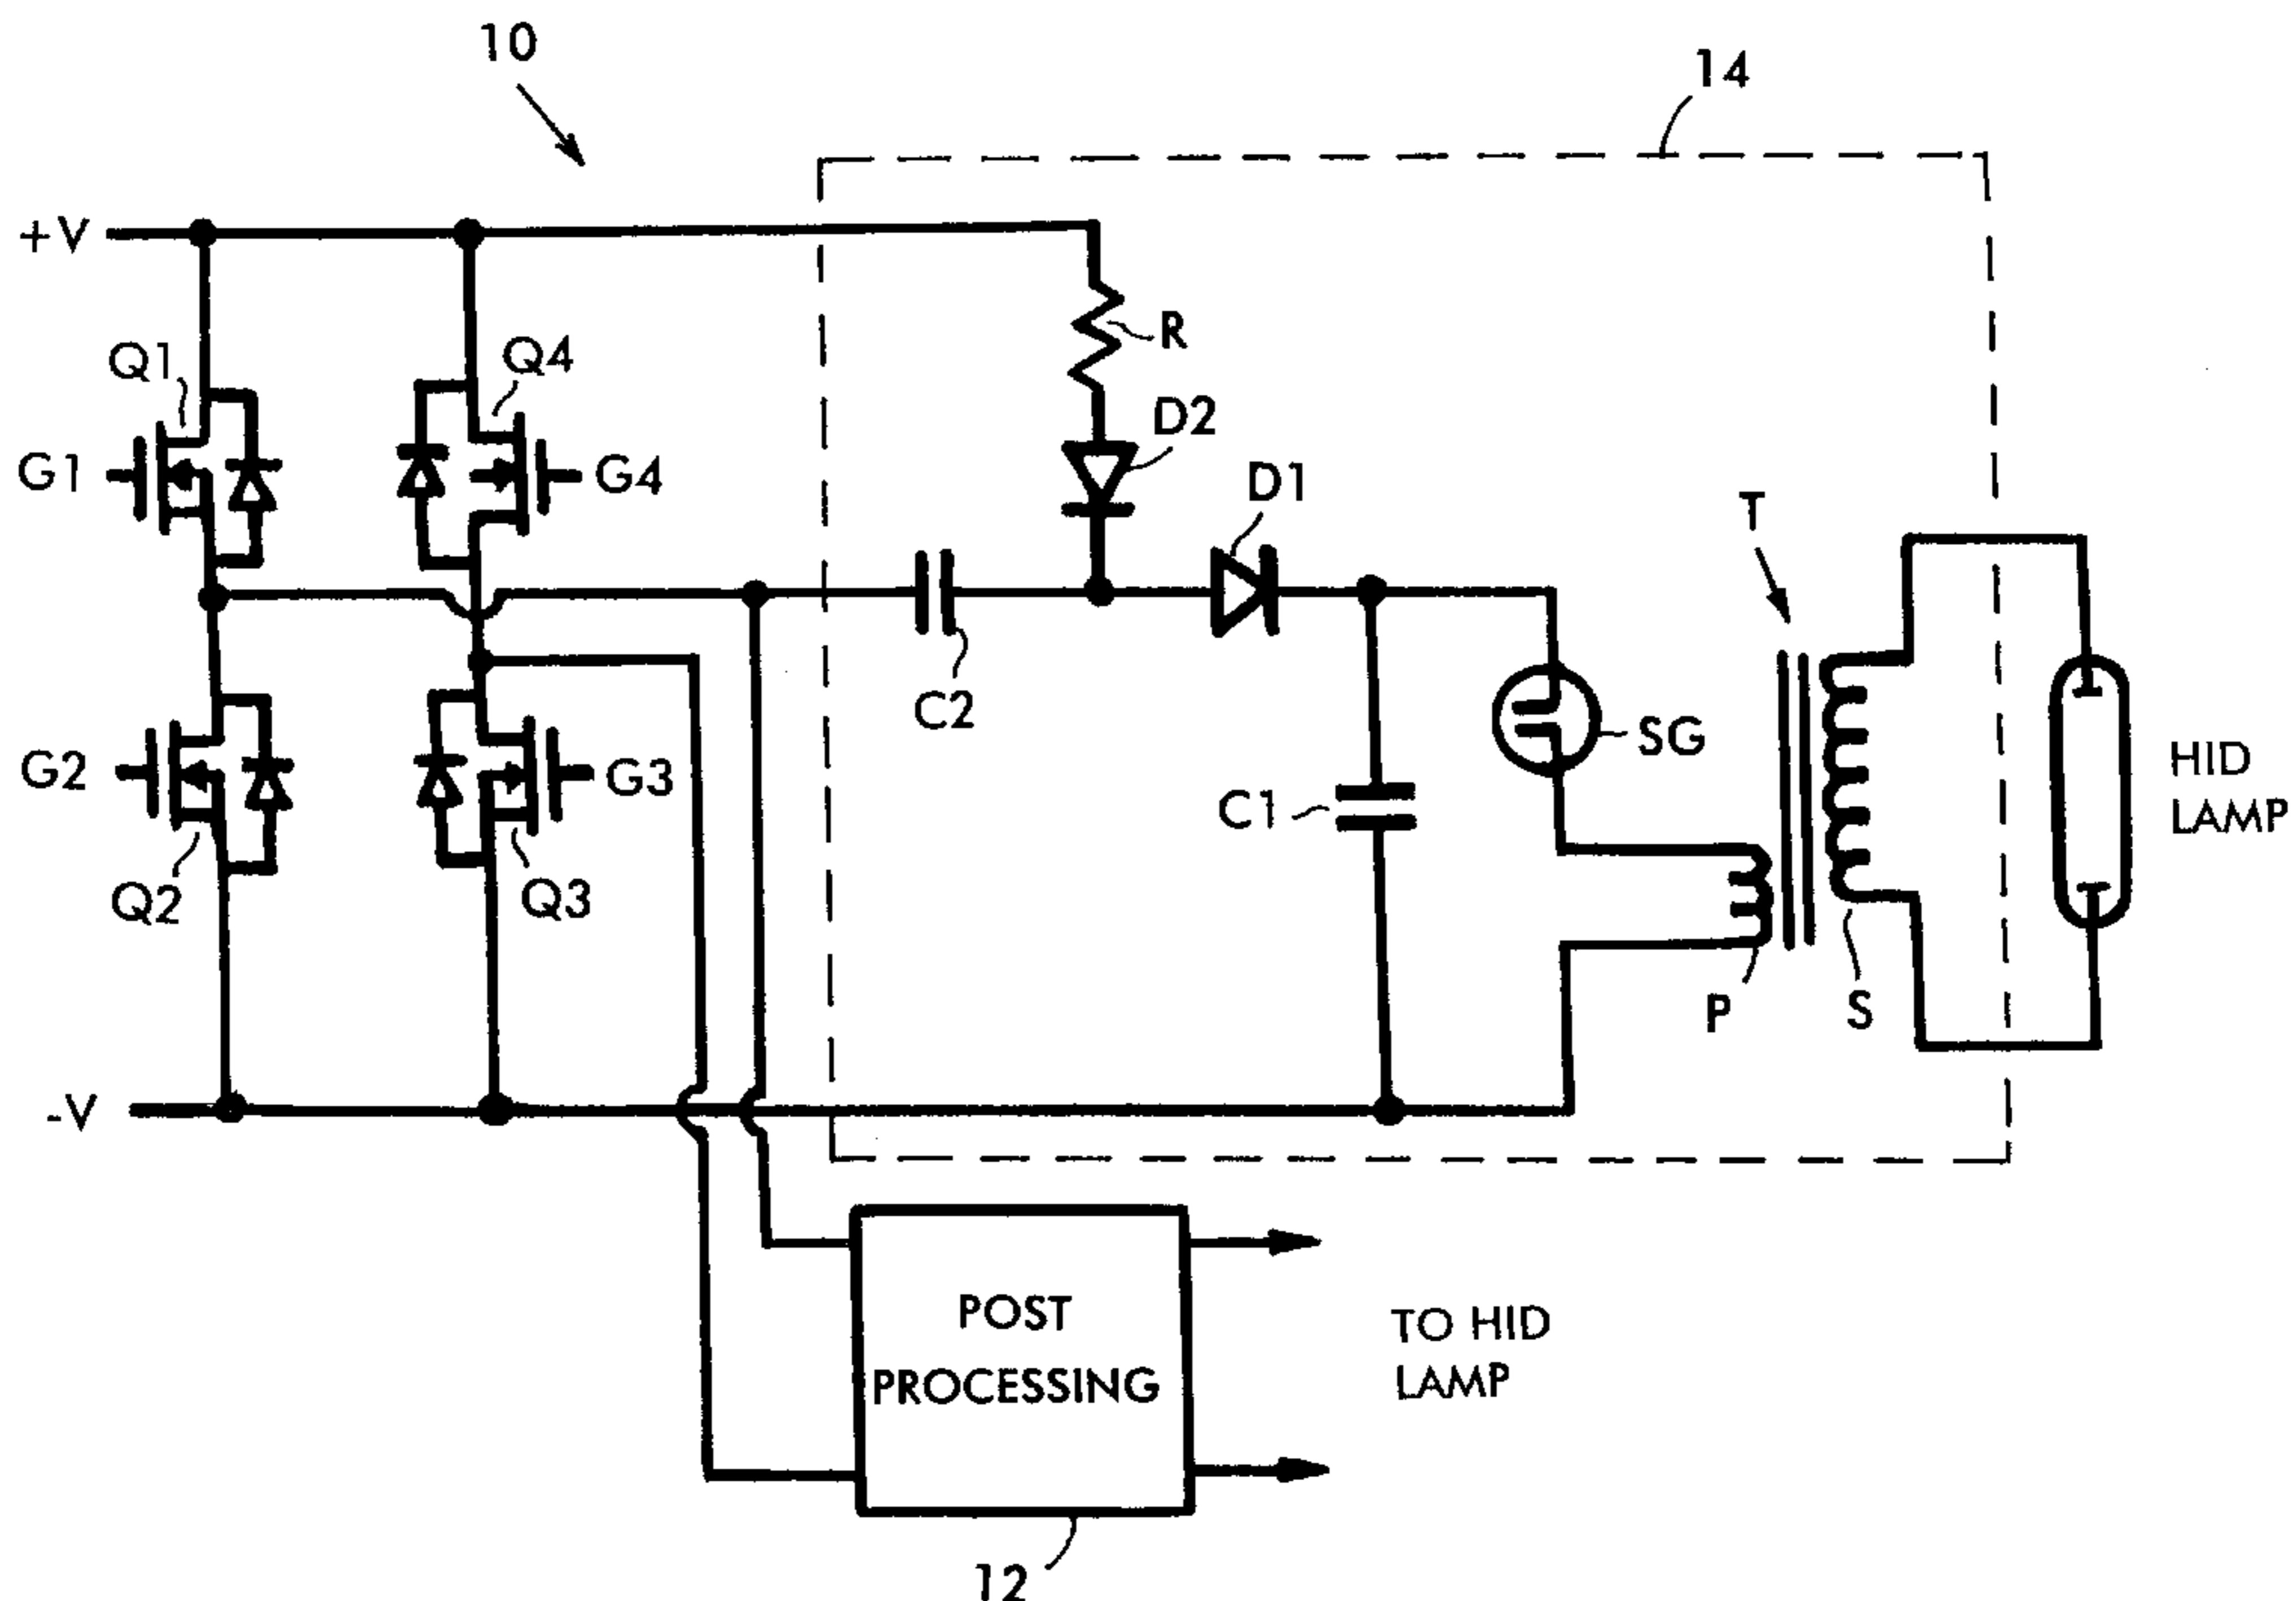 10
14
+V
Q1
Q4
R
D2
G1
G4
D1
T
C2
SG
G2
G3
C1
HID
LAMP
Q2
Q3
P
S
-V
POST
PROCESSING
TO HID
LAMP
12